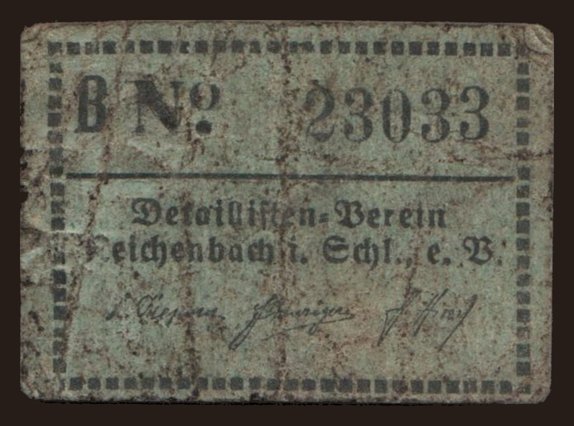 B No 23033
Detaillisten-Verein
Reichenbach i. Schl., e. V.